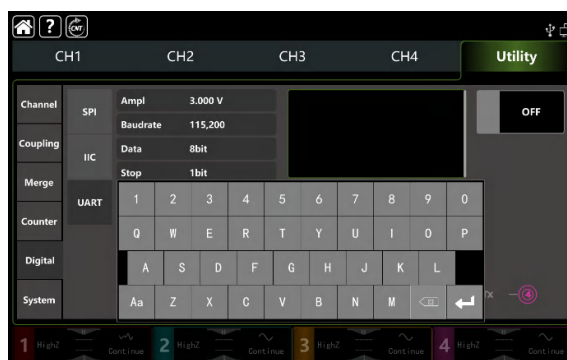 ? CNT
CH1 CH2 CH3 CH4 Utility
Channel
Coupling
Merge
Counter
Digital
System
SPI
IIC
UART
Ampl 3.000 V
Baudrate 115,200
Data 8bit
Stop 1bit
OFF
1 2 3 4 5 6 7 8 9 0
Q W E R T Y U I O P
A S D F G H J K L
Aa Z X C V B N M
4
1 HighZ Continue 2 HighZ Continue 3 HighZ Continue 4 HighZ Continue